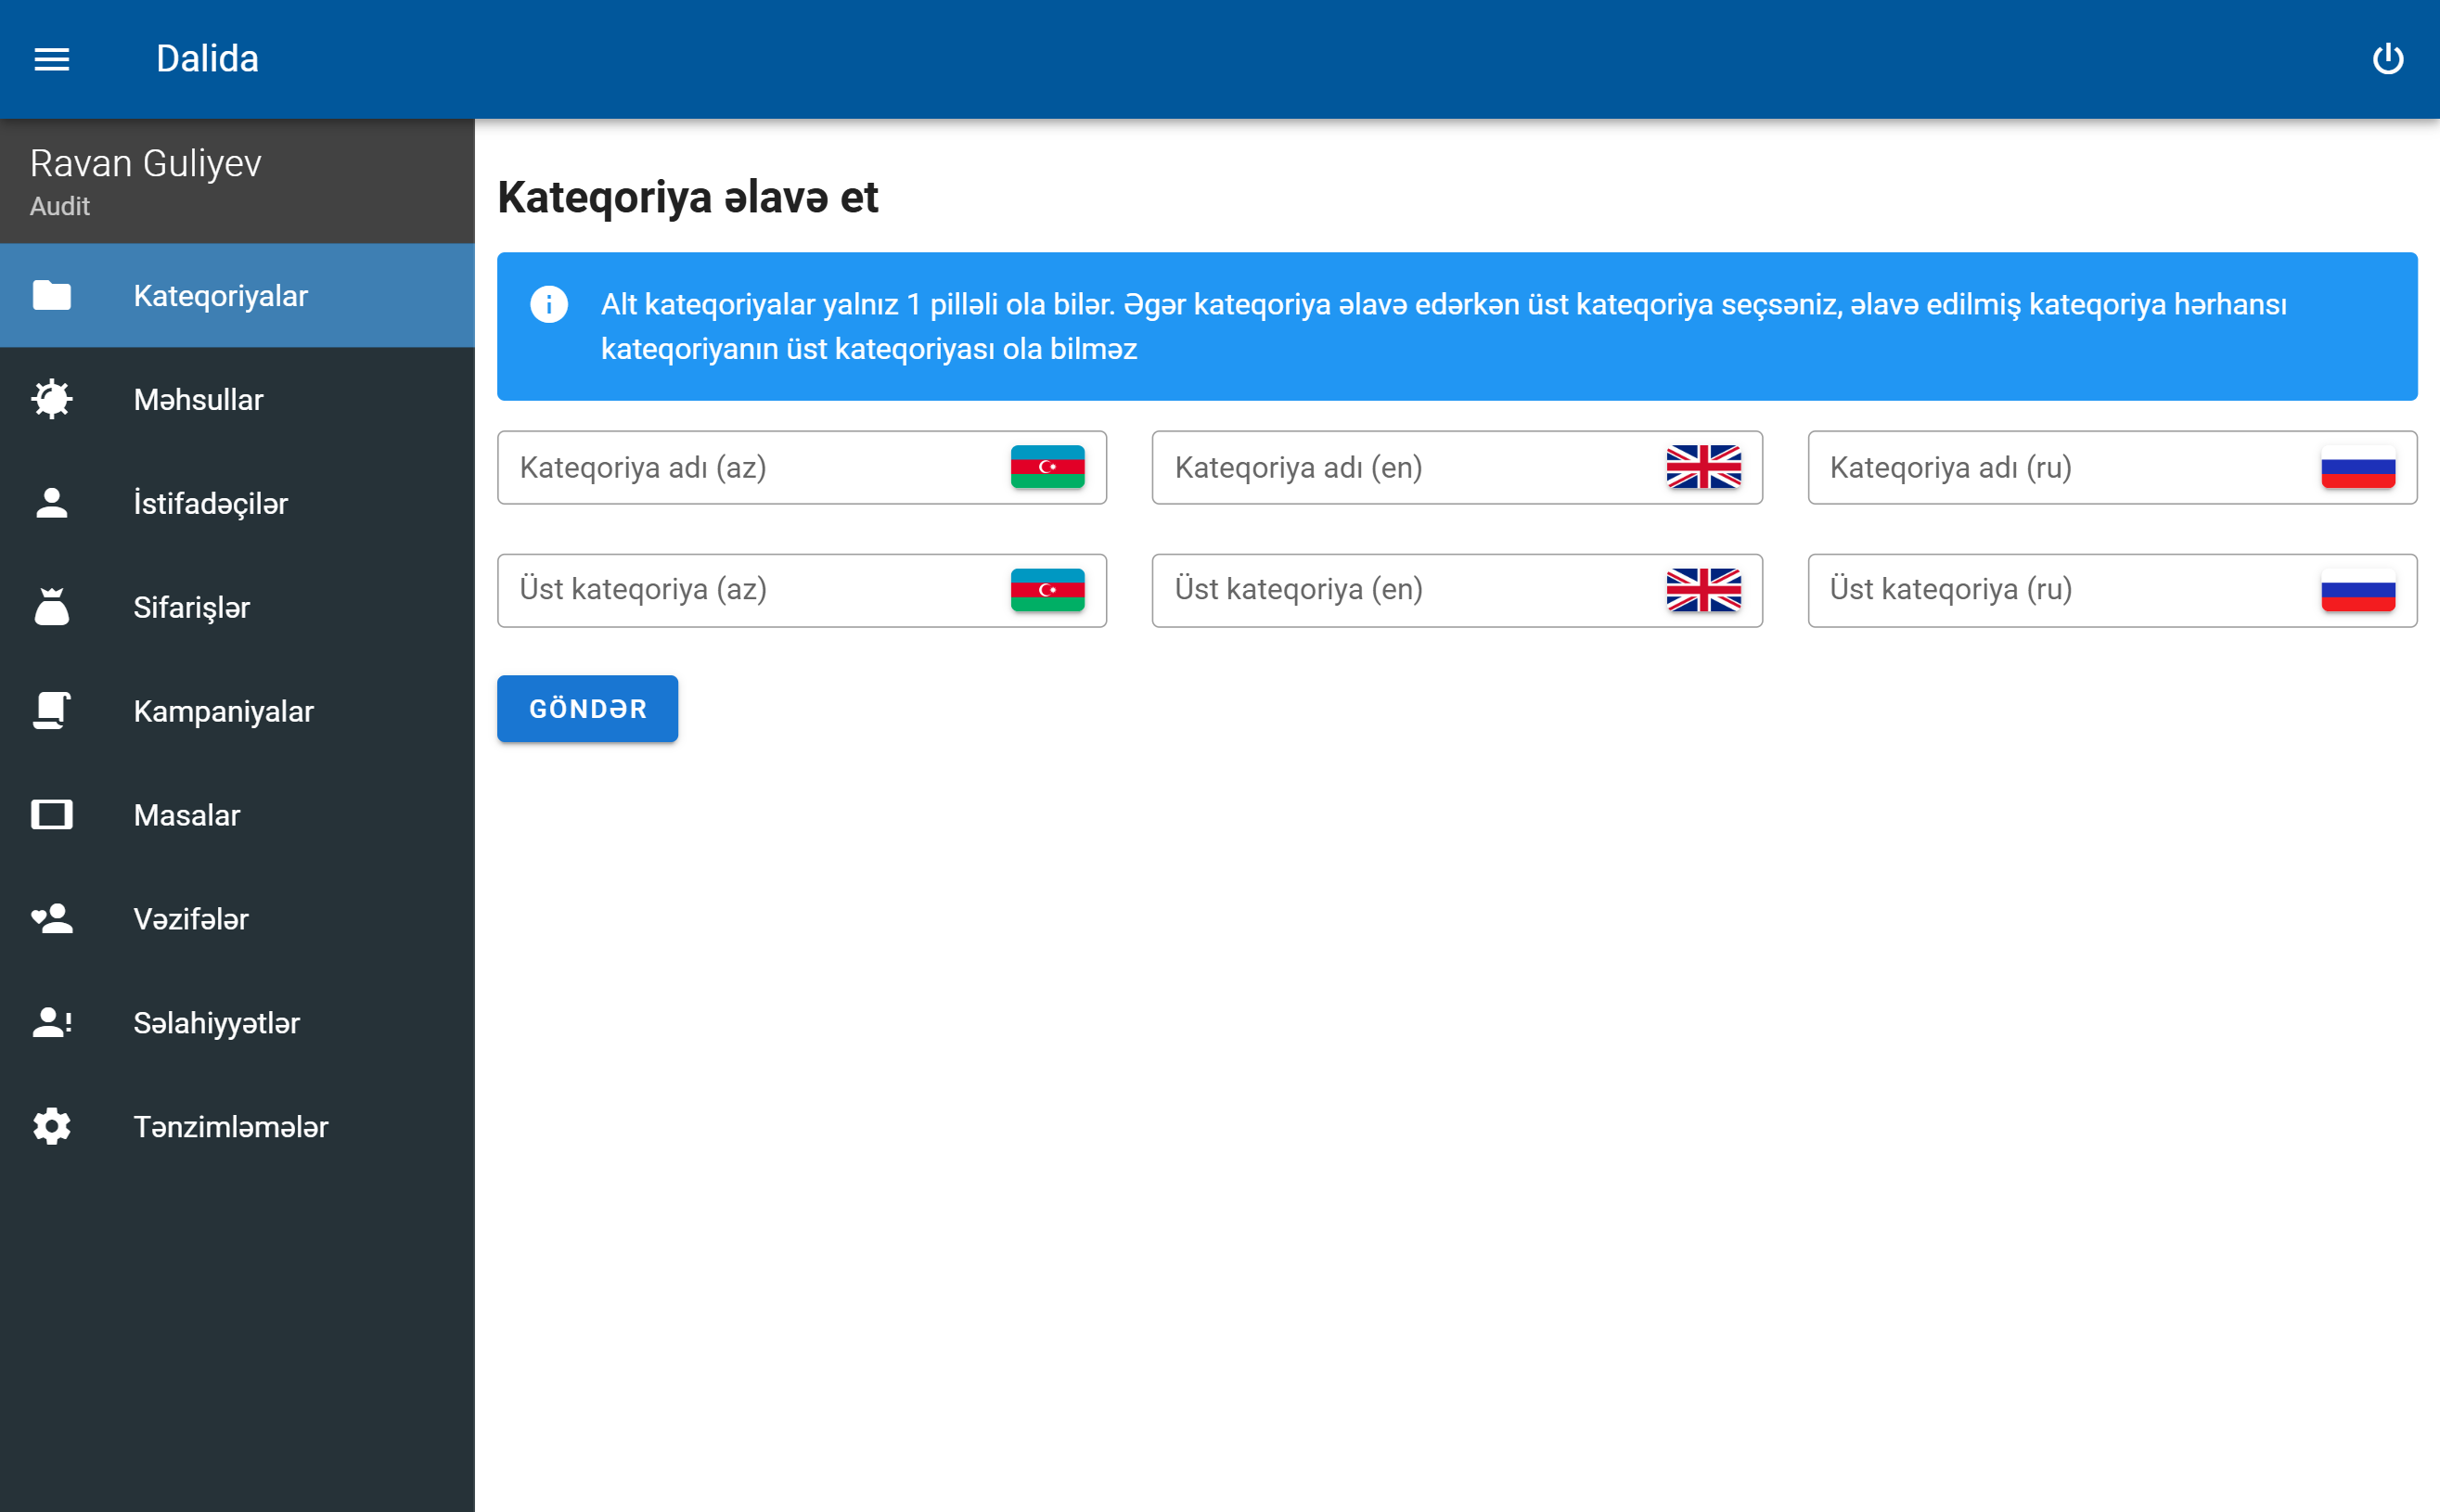 Dalida
Ravan Guliyev
Audit
Kateqoriyalar
Məhsullar
İstifadəçilər
Sifarişlər
Kampaniyalar
Masalar
Vəzifələr
Səlahiyyətlər
Tənzimləmələr
Kateqoriya əlavə et
Alt kateqoriyalar yalnız 1 pilləli ola bilər. Əgər kateqoriya əlavə edərkən üst kateqoriya seçsəniz, əlavə edilmiş kateqoriya hərhansı
kateqoriyanın üst kateqoriyası ola bilməz
Kateqoriya adı (az)
Kateqoriya adı (en)
Kateqoriya adı (ru)
Üst kateqoriya (az)
Üst kateqoriya (en)
Üst kateqoriya (ru)
GÖNDƏR